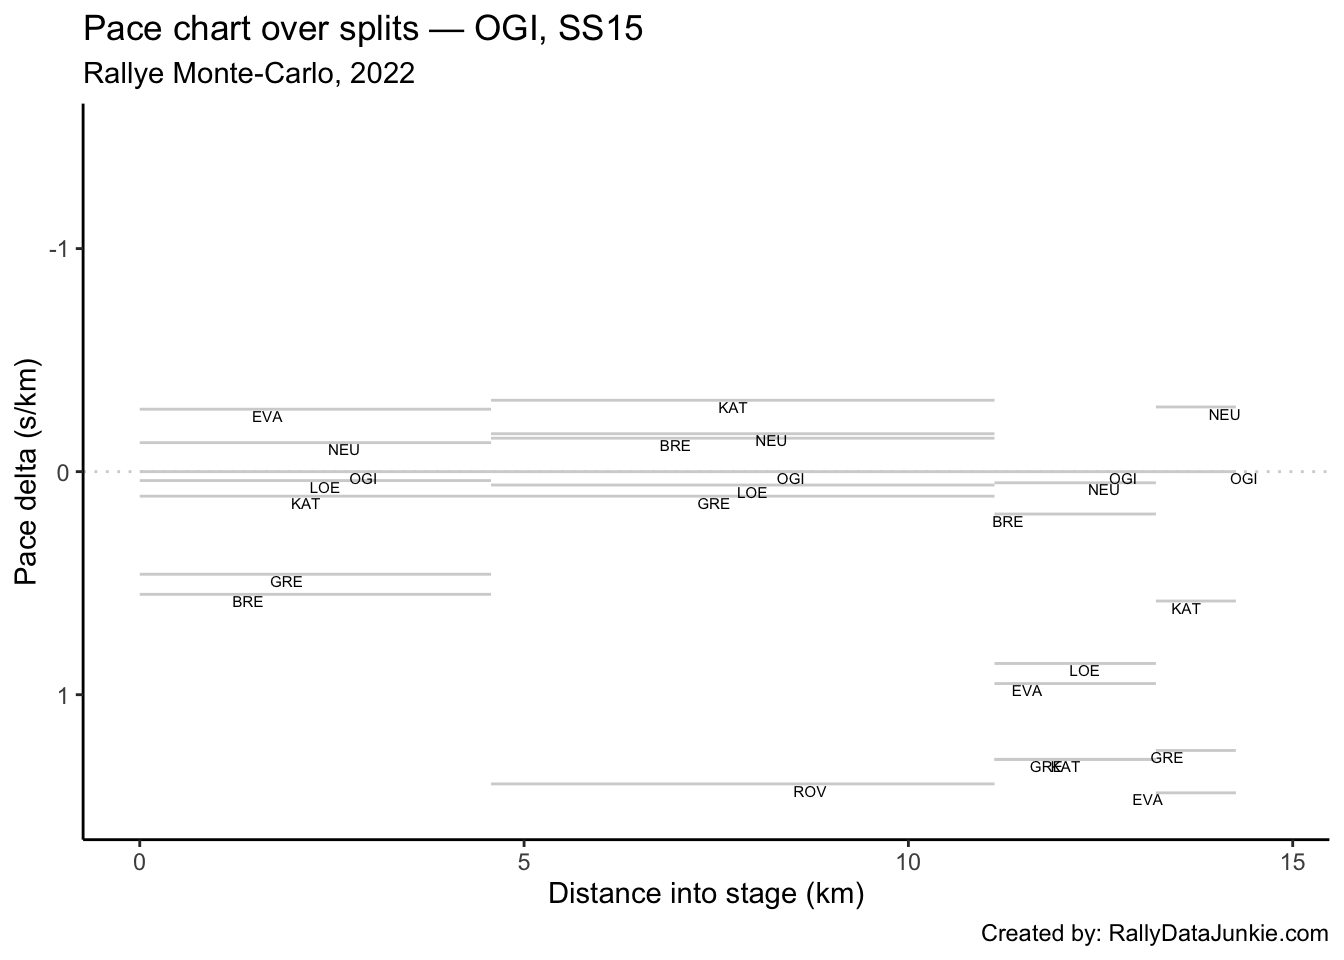 Pace chart over splits — OGI, SS15
Rallye Monte-Carlo, 2022
Pace delta (s/km)
-1
0
1
EVA
NEU
OGI
LOE
KAT
GRE
BRE
KAT
BRE
NEU
OGI
LOE
GRE
ROV
OGI
NEU
BRE
LOE
EVA
GRE
KAT
NEU
OGI
KAT
GRE
EVA
0
5
10
15
Distance into stage (km)
Created by: RallyDataJunkie.com